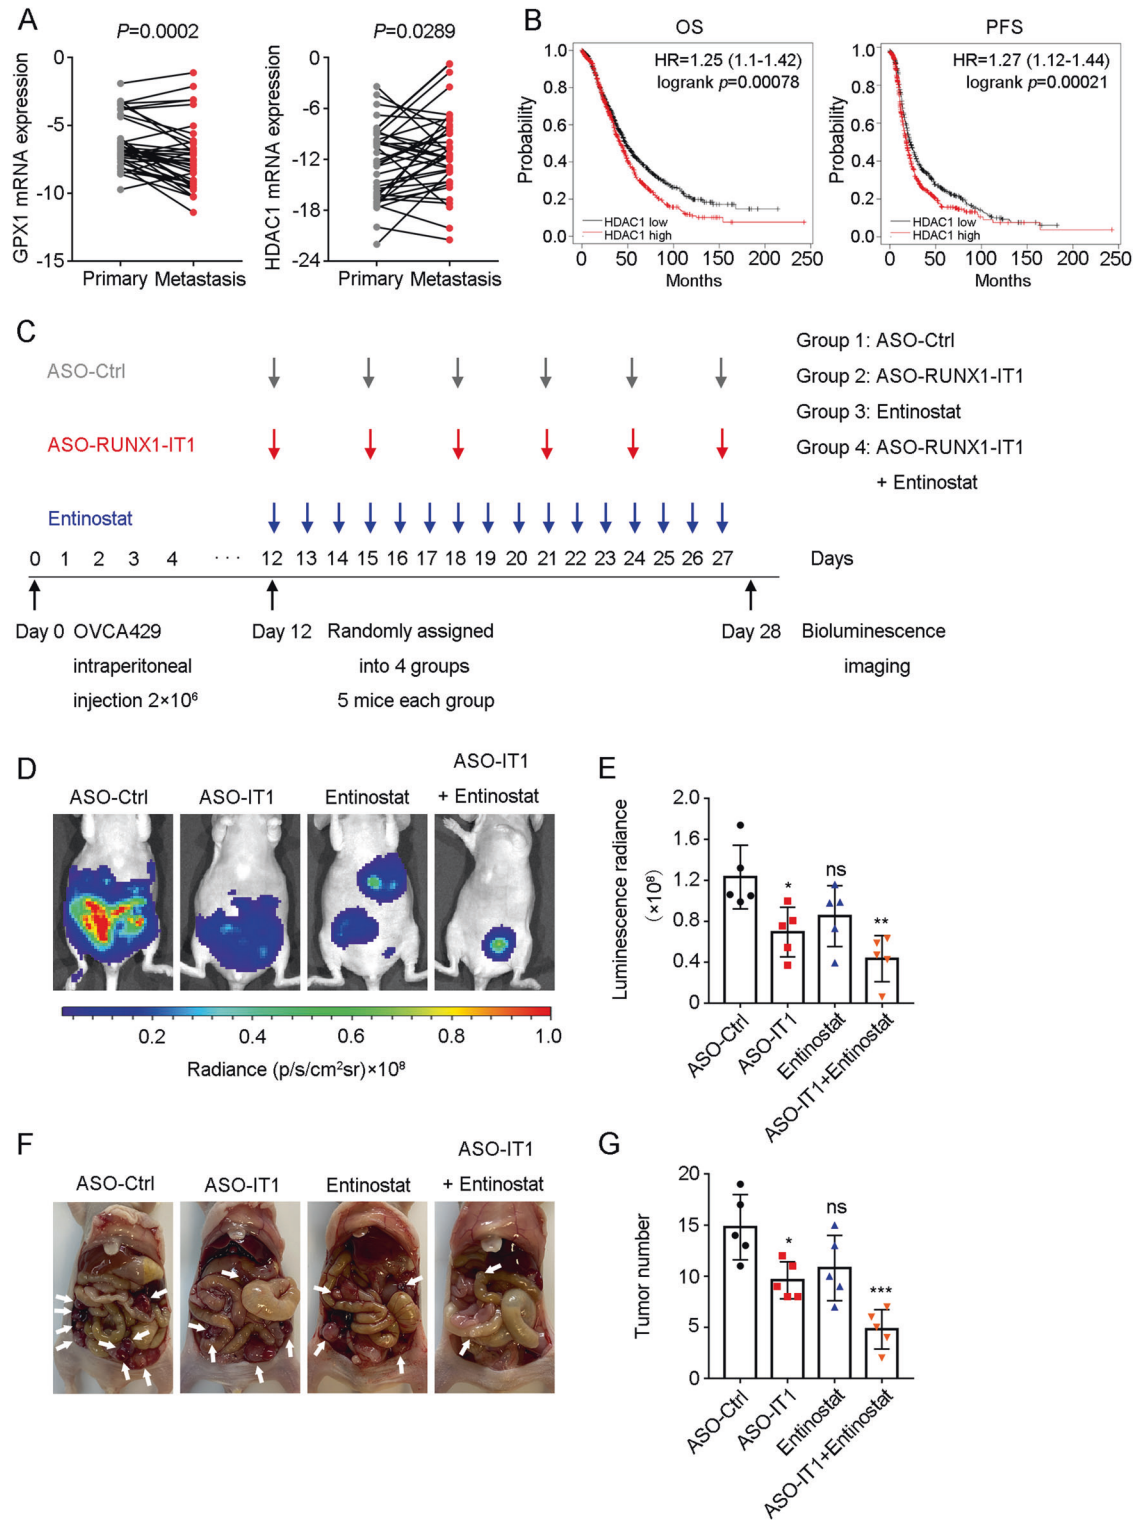 A
P=0.0002
GPX1 mRNA expression
0
-5
-10
-15
Primary Metastasis
P=0.0289
HDAC1 mRNA expression
0
-6
-12
-18
-24
Primary Metastasis
B
OS
HR=1.25 (1.1-1.42)
logrank p=0.00078
Probability
1.0
0.8
0.6
0.4
0.2
0.0
HDAC1 low
HDAC1 high
0 50 100 150 200 250
Months
PFS
HR=1.27 (1.12-1.44)
logrank p=0.00021
Probability
1.0
0.8
0.6
0.4
0.2
0.0
HDAC1 low
HDAC1 high
0 50 100 150 200 250
Months
C
ASO-Ctrl
ASO-RUNX1-IT1
Entinostat
Group 1: ASO-Ctrl
Group 2: ASO-RUNX1-IT1
Group 3: Entinostat
Group 4: ASO-RUNX1-IT1
+ Entinostat
0 1 2 3 4 ··· 12 13 14 15 16 17 18 19 20 21 22 23 24 25 26 27 Days
Day 0 OVCA429
intraperitoneal
injection 2×10⁶
Day 12 Randomly assigned
into 4 groups
5 mice each group
Day 28 Bioluminescence
imaging
D
ASO-Ctrl
ASO-IT1
Entinostat
ASO-IT1
+ Entinostat
0.2 0.4 0.6 0.8 1.0
Radiance (p/s/cm²sr)×10⁸
E
Luminescence radiance
(×10⁸)
2.0
1.6
1.2
0.8
0.4
0
*
ns
**
ASO-Ctrl
ASO-IT1
Entinostat
ASO-IT1+Entinostat
F
ASO-Ctrl
ASO-IT1
Entinostat
ASO-IT1
+ Entinostat
G
Tumor number
20
15
10
5
0
*
ns
***
ASO-Ctrl
ASO-IT1
Entinostat
ASO-IT1+Entinostat